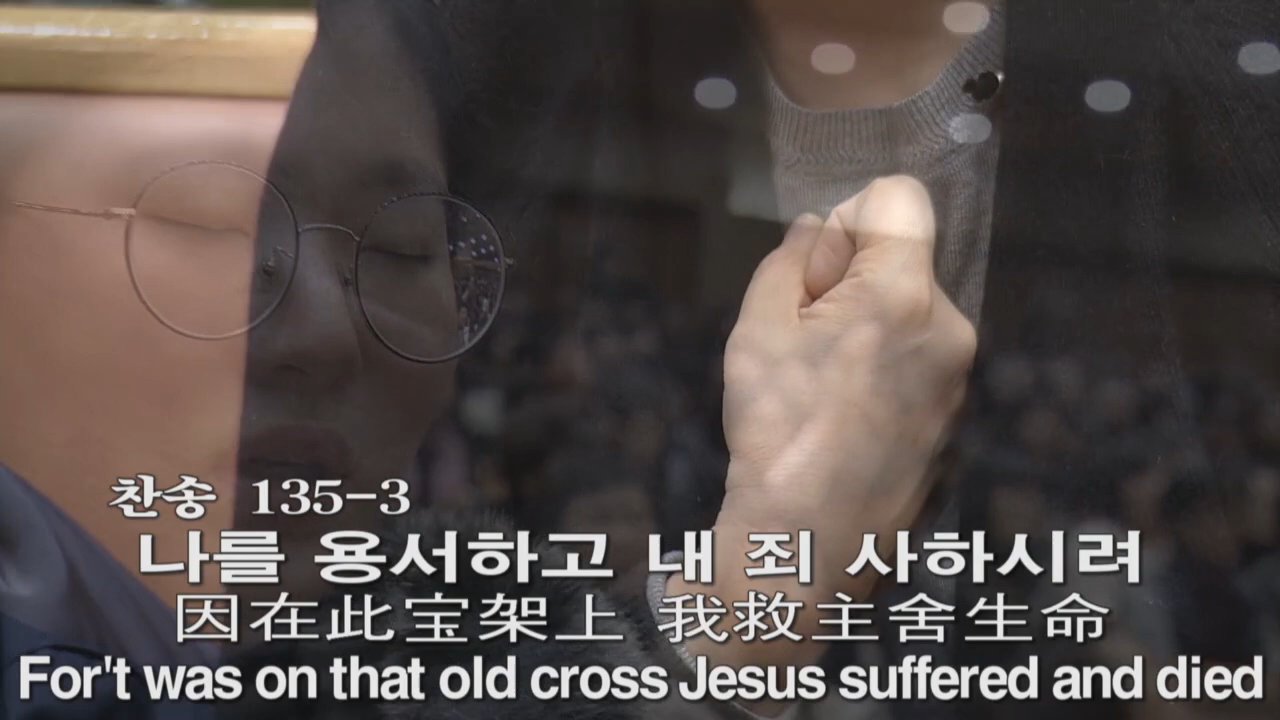 찬송 135-3
나를 용서하고 내 죄 사하시려
因在此宝架上 我救主舍生命
For't was on that old cross Jesus suffered and died